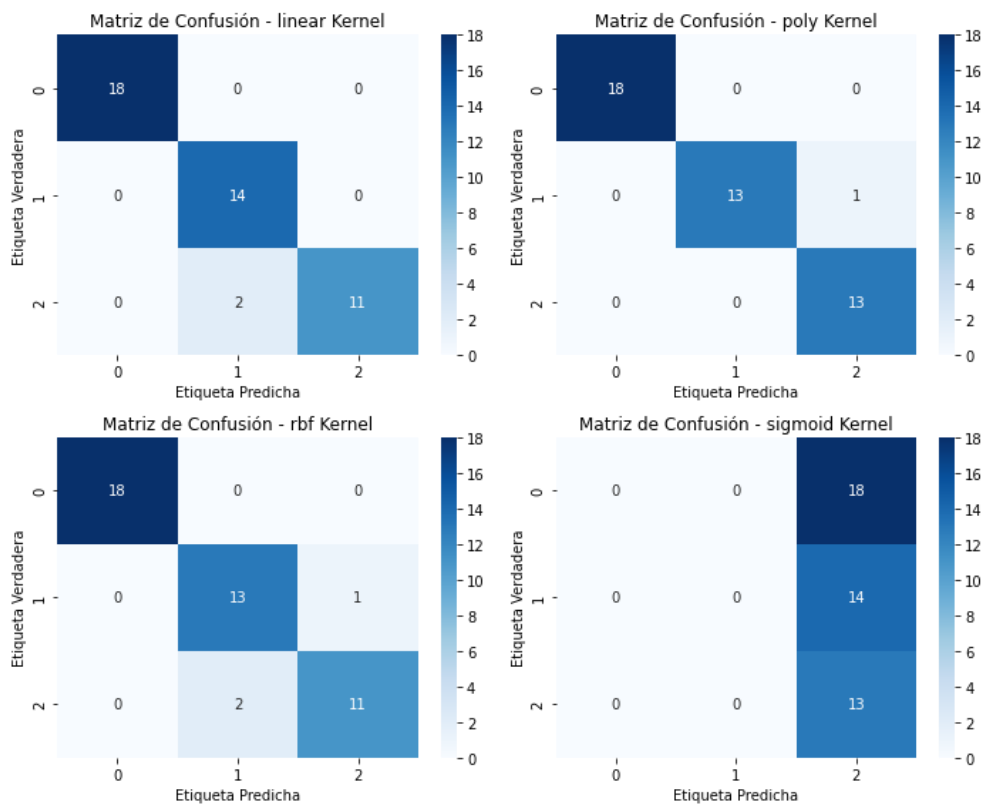 Matriz de Confusión - linear Kernel
18 0 0
0 14 0
0 2 11
0 1 2
Etiqueta Verdadera
0 1 2
Etiqueta Predicha
18
16
14
12
10
8
6
4
2
0
Matriz de Confusión - poly Kernel
18 0 0
0 13 1
0 0 13
0 1 2
Etiqueta Verdadera
0 1 2
Etiqueta Predicha
18
16
14
12
10
8
6
4
2
0
Matriz de Confusión - rbf Kernel
18 0 0
0 13 1
0 2 11
0 1 2
Etiqueta Verdadera
0 1 2
Etiqueta Predicha
18
16
14
12
10
8
6
4
2
0
Matriz de Confusión - sigmoid Kernel
0 0 18
0 0 14
0 0 13
0 1 2
Etiqueta Verdadera
0 1 2
Etiqueta Predicha
18
16
14
12
10
8
6
4
2
0